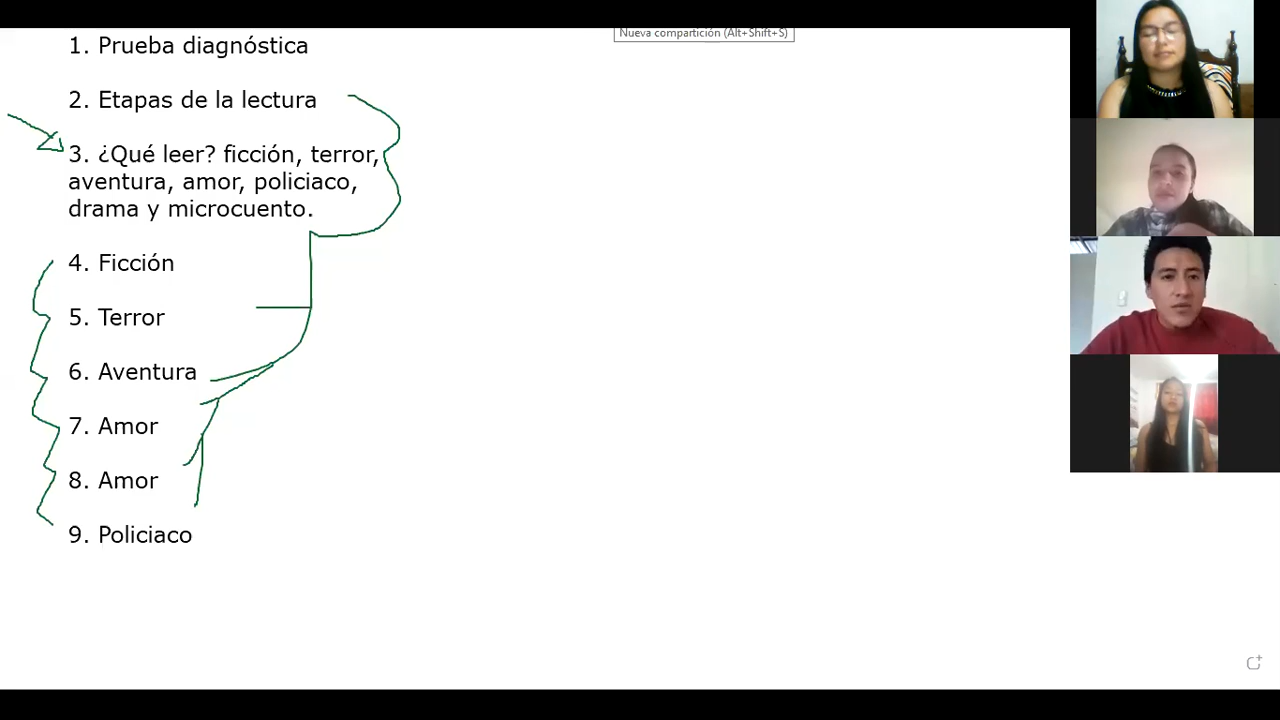 Nueva compartición (Alt+Shift+S)
1. Prueba diagnóstica
2. Etapas de la lectura
3. ¿Qué leer? ficción, terror,
aventura, amor, policiaco,
drama y microcuento.
4. Ficción
5. Terror
6. Aventura
7. Amor
8. Amor
9. Policiaco